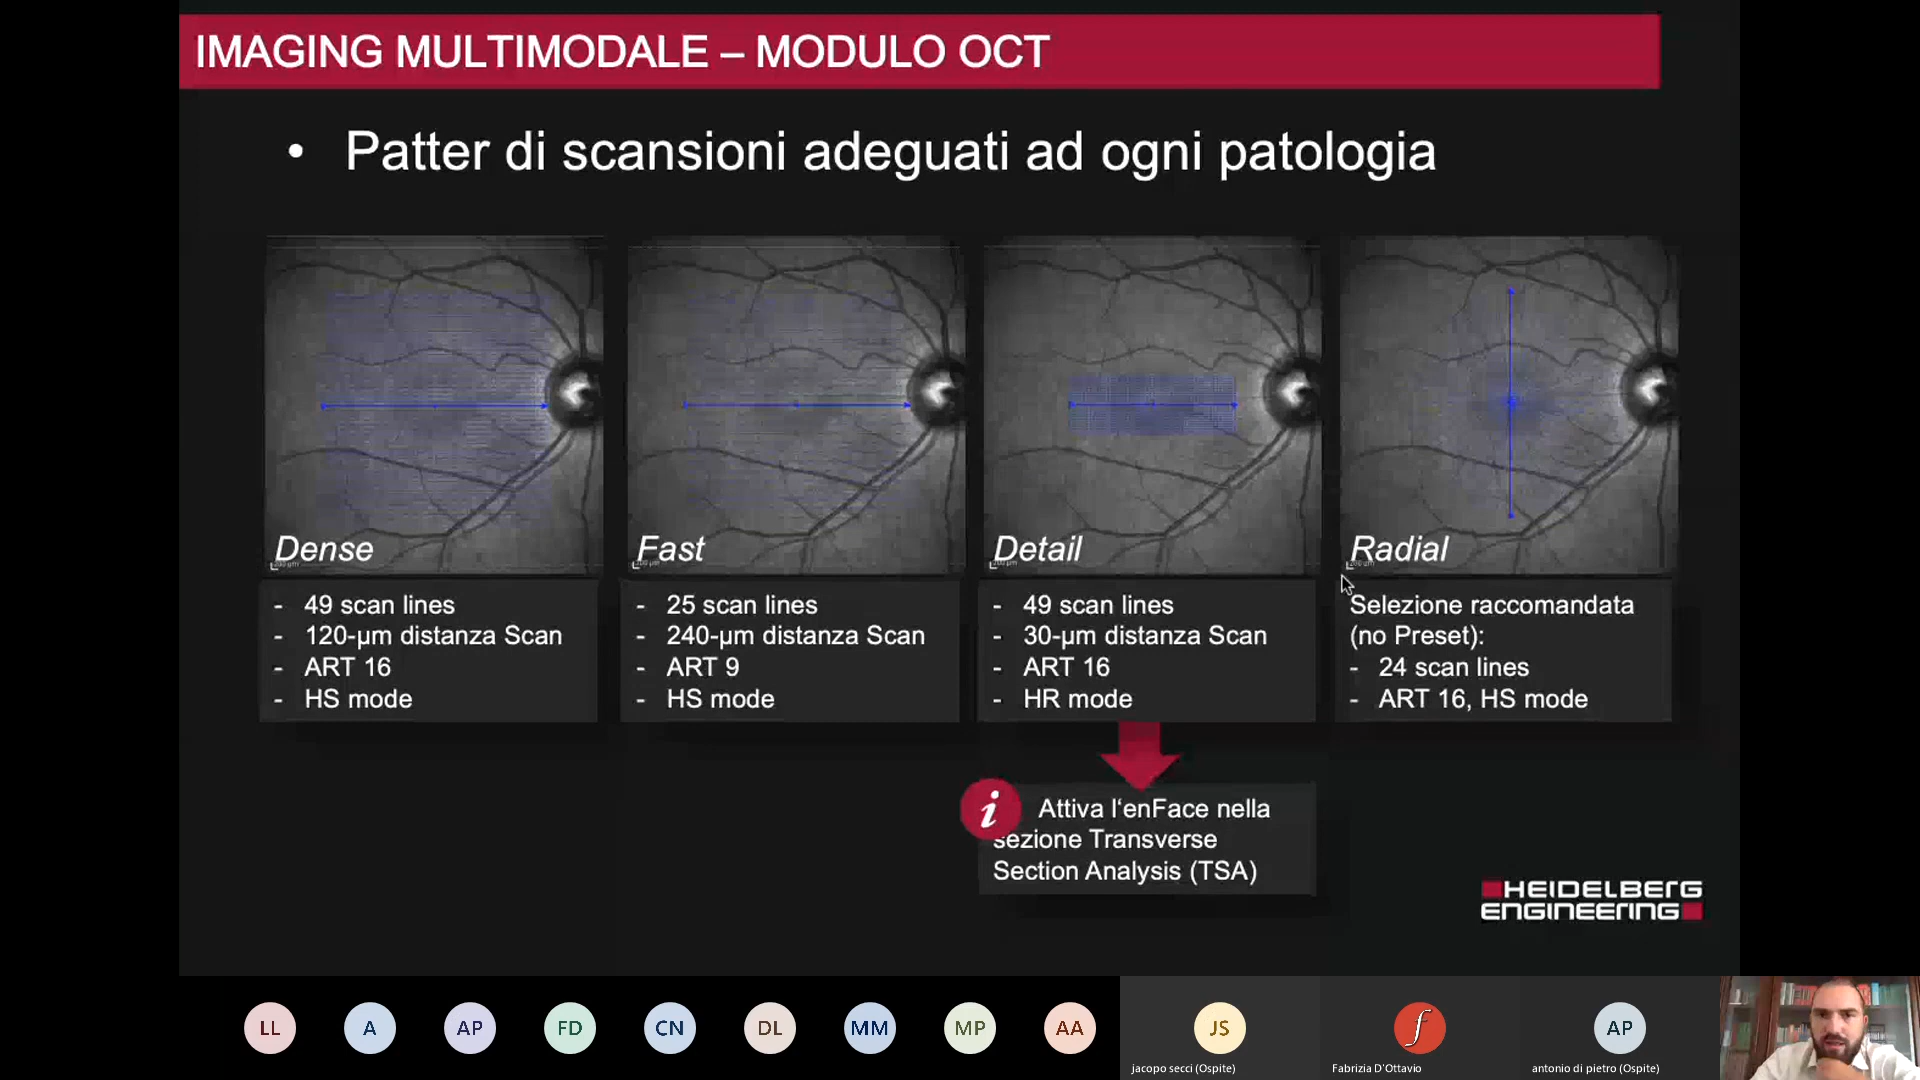 IMAGING MULTIMODALE – MODULO OCT
• Patter di scansioni adeguati ad ogni patologia
Dense
- 49 scan lines
- 120-µm distanza Scan
- ART 16
- HS mode
Fast
- 25 scan lines
- 240-µm distanza Scan
- ART 9
- HS mode
Detail
- 49 scan lines
- 30-µm distanza Scan
- ART 16
- HR mode
Radial
Selezione raccomandata
(no Preset):
- 24 scan lines
- ART 16, HS mode
i
Attiva l‘enFace nella
sezione Transverse
Section Analysis (TSA)
HEIDELBERG
ENGINEERING
LL
A
AP
FD
CN
DL
MM
MP
AA
JS
jacopo secci (Ospite)
f
Fabrizia D'Ottavio
AP
antonio di pietro (Ospite)